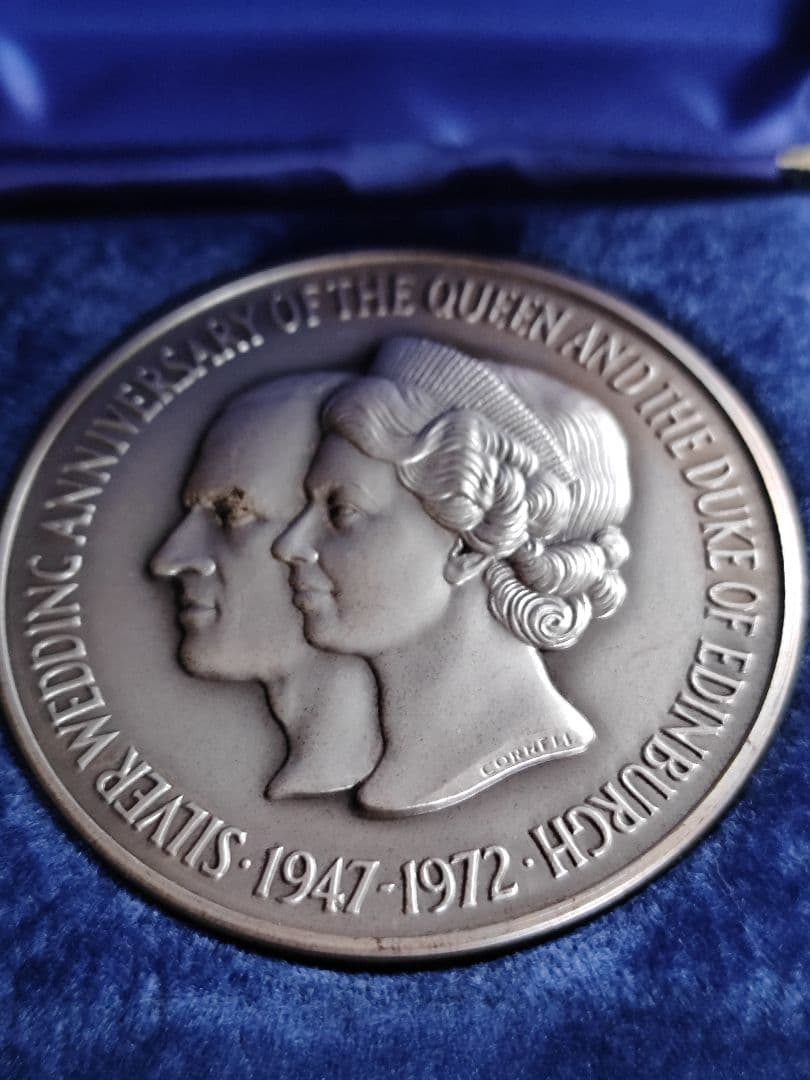 SILVER WEDDING ANNIVERSARY OF THE QUEEN AND THE DUKE OF EDINBURGH
· 1947-1972 ·
CORNELL